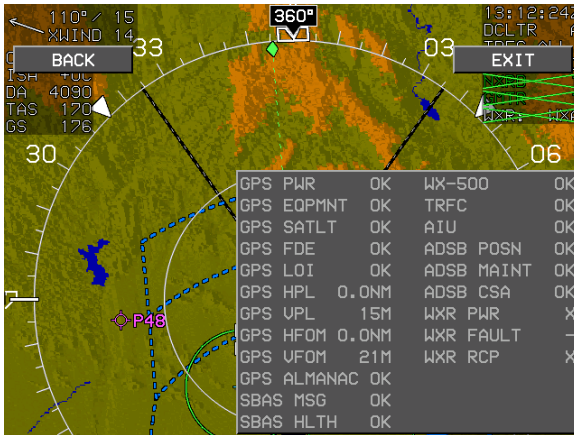 110° / 15
XWIND 14
360°
13:12:24Z
DCLTR
BACK
33
03
EXIT
DA 4090
TAS 170
GS 176
30
06
P48
GPS PWR OK WX-500 OK
GPS EQPMNT OK TRFC OK
GPS SATLT OK AIU OK
GPS FDE OK ADSB POSN OK
GPS LOI OK ADSB MAINT OK
GPS HPL 0.0NM ADSB CSA OK
GPS VPL 15M WXR PWR X
GPS HFOM 0.0NM WXR FAULT -
GPS VFOM 21M WXR RCP X
GPS ALMANAC OK
SBAS MSG OK
SBAS HLTH OK